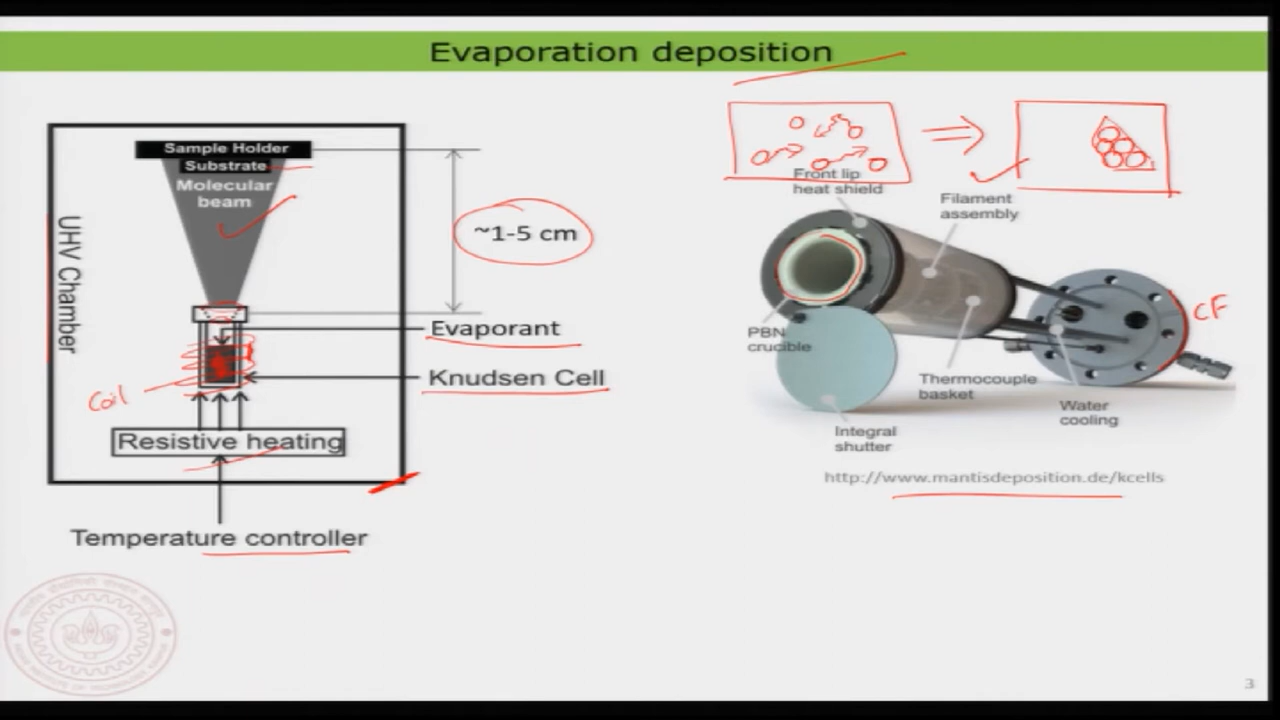 Evaporation deposition
Sample Holder
Substrate
Molecular
beam
UHV Chamber
~1-5 cm
Evaporant
Knudsen Cell
Coil
Resistive heating
Temperature controller
Front lip
heat shield
Filament
assembly
CF
PBN
crucible
Thermocouple
basket
Water
cooling
Integral
shutter
http://www.mantisdeposition.de/kcells
3